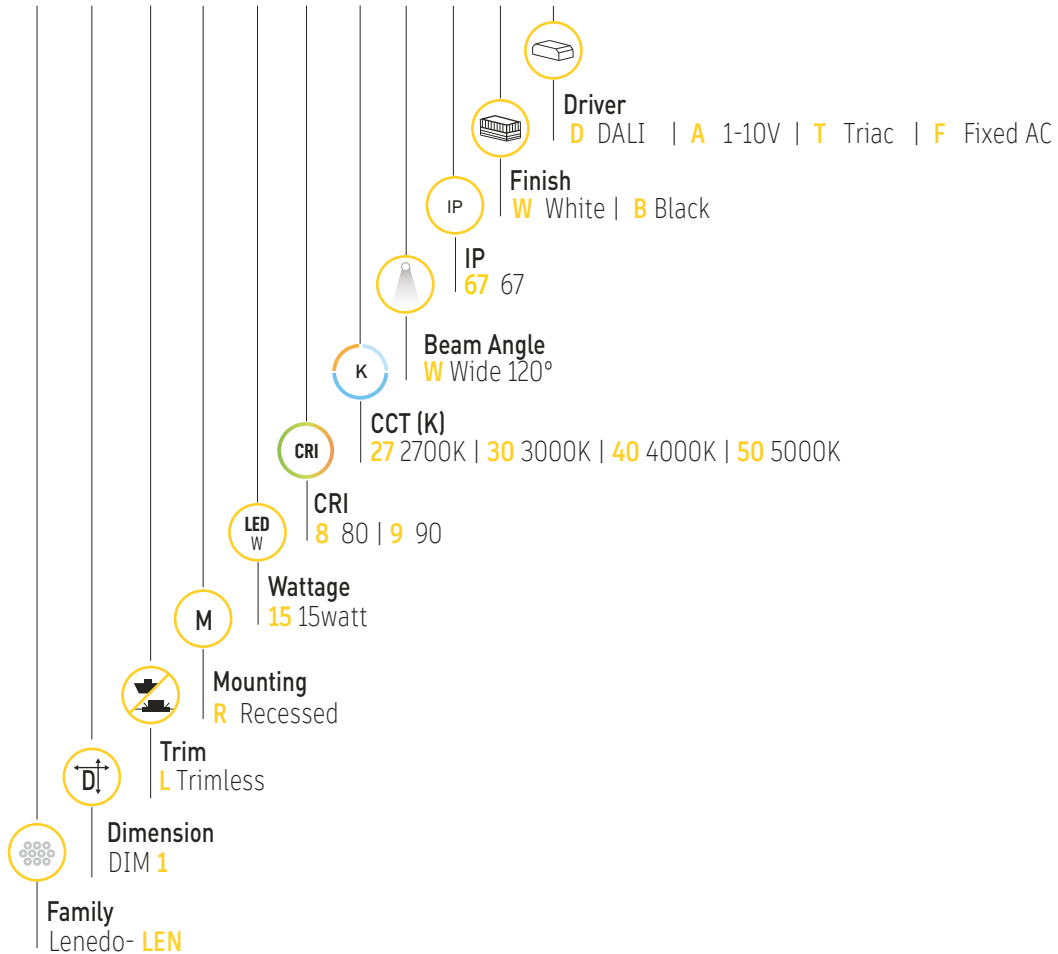 Driver
D DALI | A 1-10V | T Triac | F Fixed AC
Finish
W White | B Black
IP
IP
67 67
Beam Angle
W Wide 120º
K
CCT (K)
27 2700K | 30 3000K | 40 4000K | 50 5000K
CRI
CRI
8 80 | 9 90
LED
W
Wattage
15 15watt
M
Mounting
R Recessed
Trim
L Trimless
D
Dimension
DIM 1
Family
Lenedo- LEN